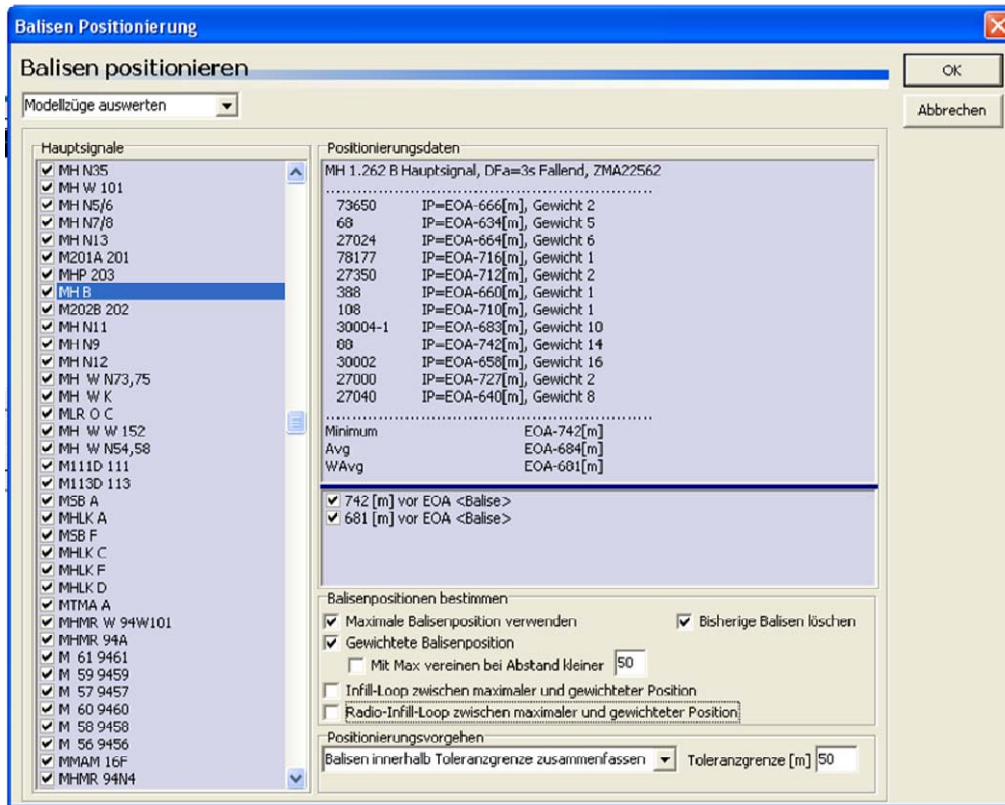 Balisen Positionierung
Balisen positionieren
OK
Abbrechen
Modellzüge auswerten
Hauptsignale
MH N35
MH W 101
MH N5/6
MH N7/8
MH N13
M201A 201
MHP 203
MH B
M202B 202
MH N11
MH N9
MH N12
MH W N73,75
MH W K
MLR O C
MH W W 152
MH W N54,58
M111D 111
M113D 113
MSB A
MHLK A
MSB F
MHLK C
MHLK F
MHLK D
MTMA A
MHMR W 94W101
MHMR 94A
M 61 9461
M 59 9459
M 57 9457
M 60 9460
M 58 9458
M 56 9456
MMAM 16F
MHMR 94N4
Positionierungsdaten
MH 1.262 B Hauptsignal, DFa=3s Fallend, ZMA22562
73650 IP=EOA-666[m], Gewicht 2
68 IP=EOA-634[m], Gewicht 5
27024 IP=EOA-664[m], Gewicht 6
78177 IP=EOA-716[m], Gewicht 1
27350 IP=EOA-712[m], Gewicht 2
388 IP=EOA-660[m], Gewicht 1
108 IP=EOA-710[m], Gewicht 1
30004-1 IP=EOA-683[m], Gewicht 10
88 IP=EOA-742[m], Gewicht 14
30002 IP=EOA-658[m], Gewicht 16
27000 IP=EOA-727[m], Gewicht 2
27040 IP=EOA-640[m], Gewicht 8
Minimum EOA-742[m]
Avg EOA-684[m]
WAvg EOA-681[m]
742 [m] vor EOA <Balise>
681 [m] vor EOA <Balise>
Balisenpositionen bestimmen
Maximale Balisenposition verwenden
Bisherige Balisen löschen
Gewichtete Balisenposition
Mit Max vereinen bei Abstand kleiner 50
Infill-Loop zwischen maximaler und gewichteter Position
Radio-Infill-Loop zwischen maximaler und gewichteter Position
Positionierungsvorgehen
Balisen innerhalb Toleranzgrenze zusammenfassen
Toleranzgrenze [m] 50